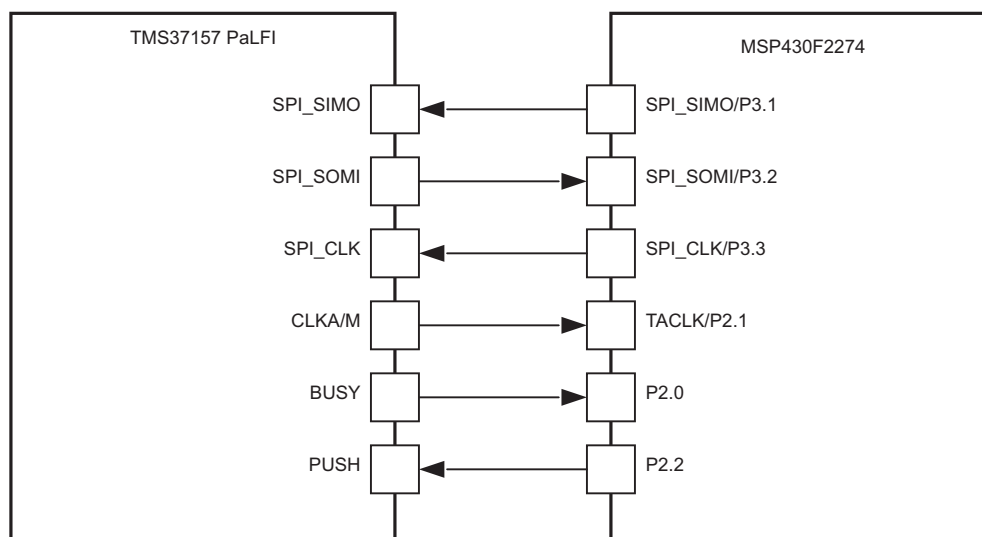 TMS37157 PaLFI
MSP430F2274
SPI_SIMO
SPI_SIMO/P3.1
SPI_SOMI
SPI_SOMI/P3.2
SPI_CLK
SPI_CLK/P3.3
CLKA/M
TACLK/P2.1
BUSY
P2.0
PUSH
P2.2